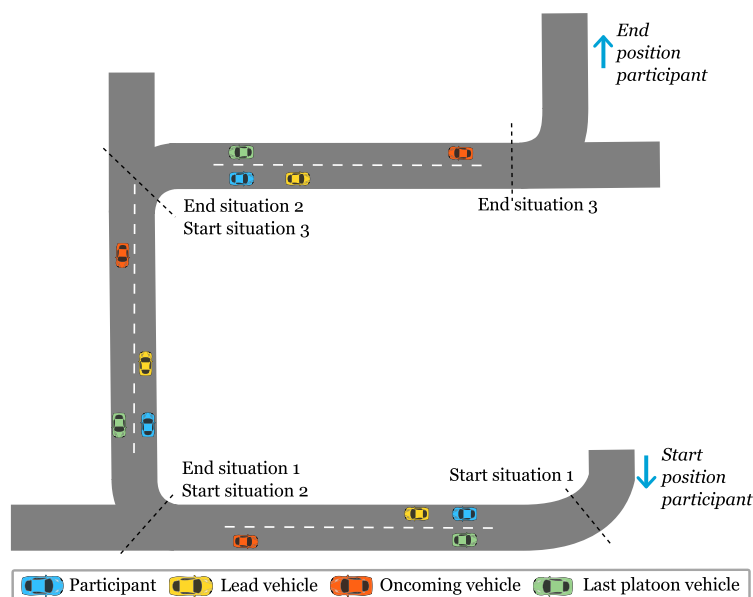 End
position
participant
End situation 2
Start situation 3
End situation 3
End situation 1
Start situation 2
Start situation 1
Start
position
participant
Participant
Lead vehicle
Oncoming vehicle
Last platoon vehicle